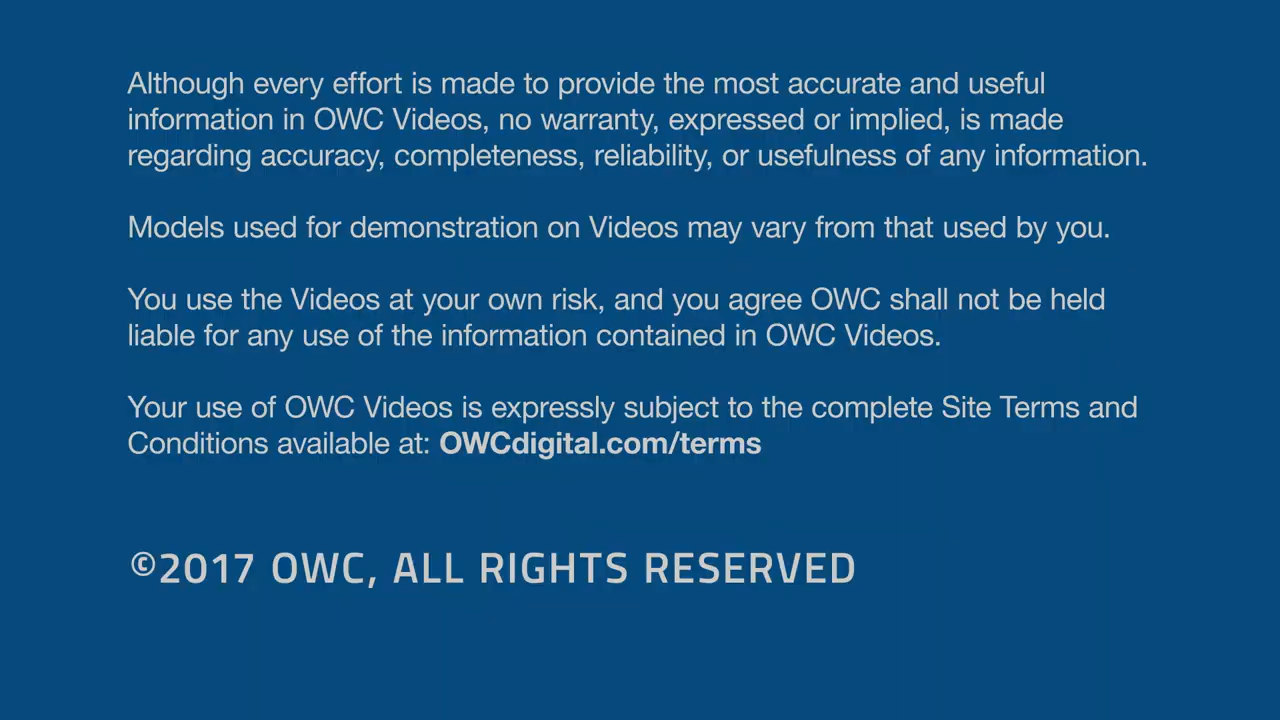 Although every effort is made to provide the most accurate and useful
information in OWC Videos, no warranty, expressed or implied, is made
regarding accuracy, completeness, reliability, or usefulness of any information.
Models used for demonstration on Videos may vary from that used by you.
You use the Videos at your own risk, and you agree OWC shall not be held
liable for any use of the information contained in OWC Videos.
Your use of OWC Videos is expressly subject to the complete Site Terms and
Conditions available at: OWCdigital.com/terms
©2017 OWC, ALL RIGHTS RESERVED